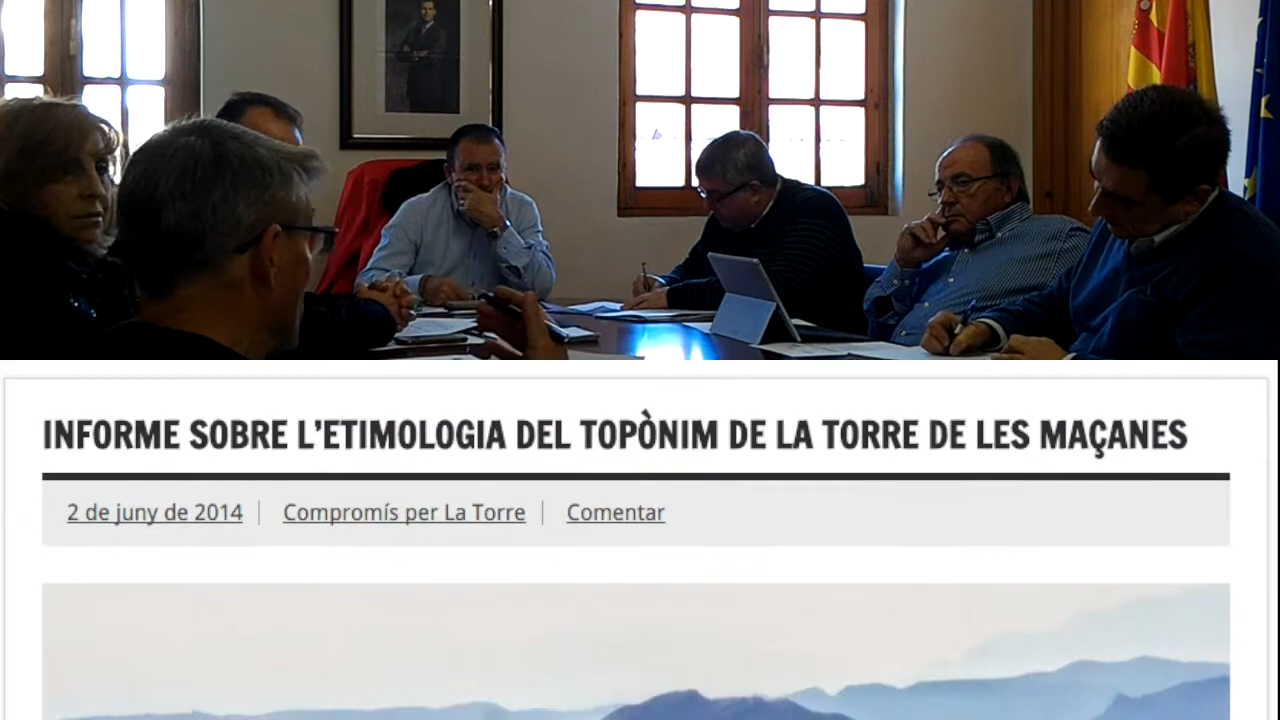 INFORME SOBRE L'ETIMOLOGIA DEL TOPÒNIM DE LA TORRE DE LES MAÇANES
2 de juny de 2014 Compromís per La Torre Comentar